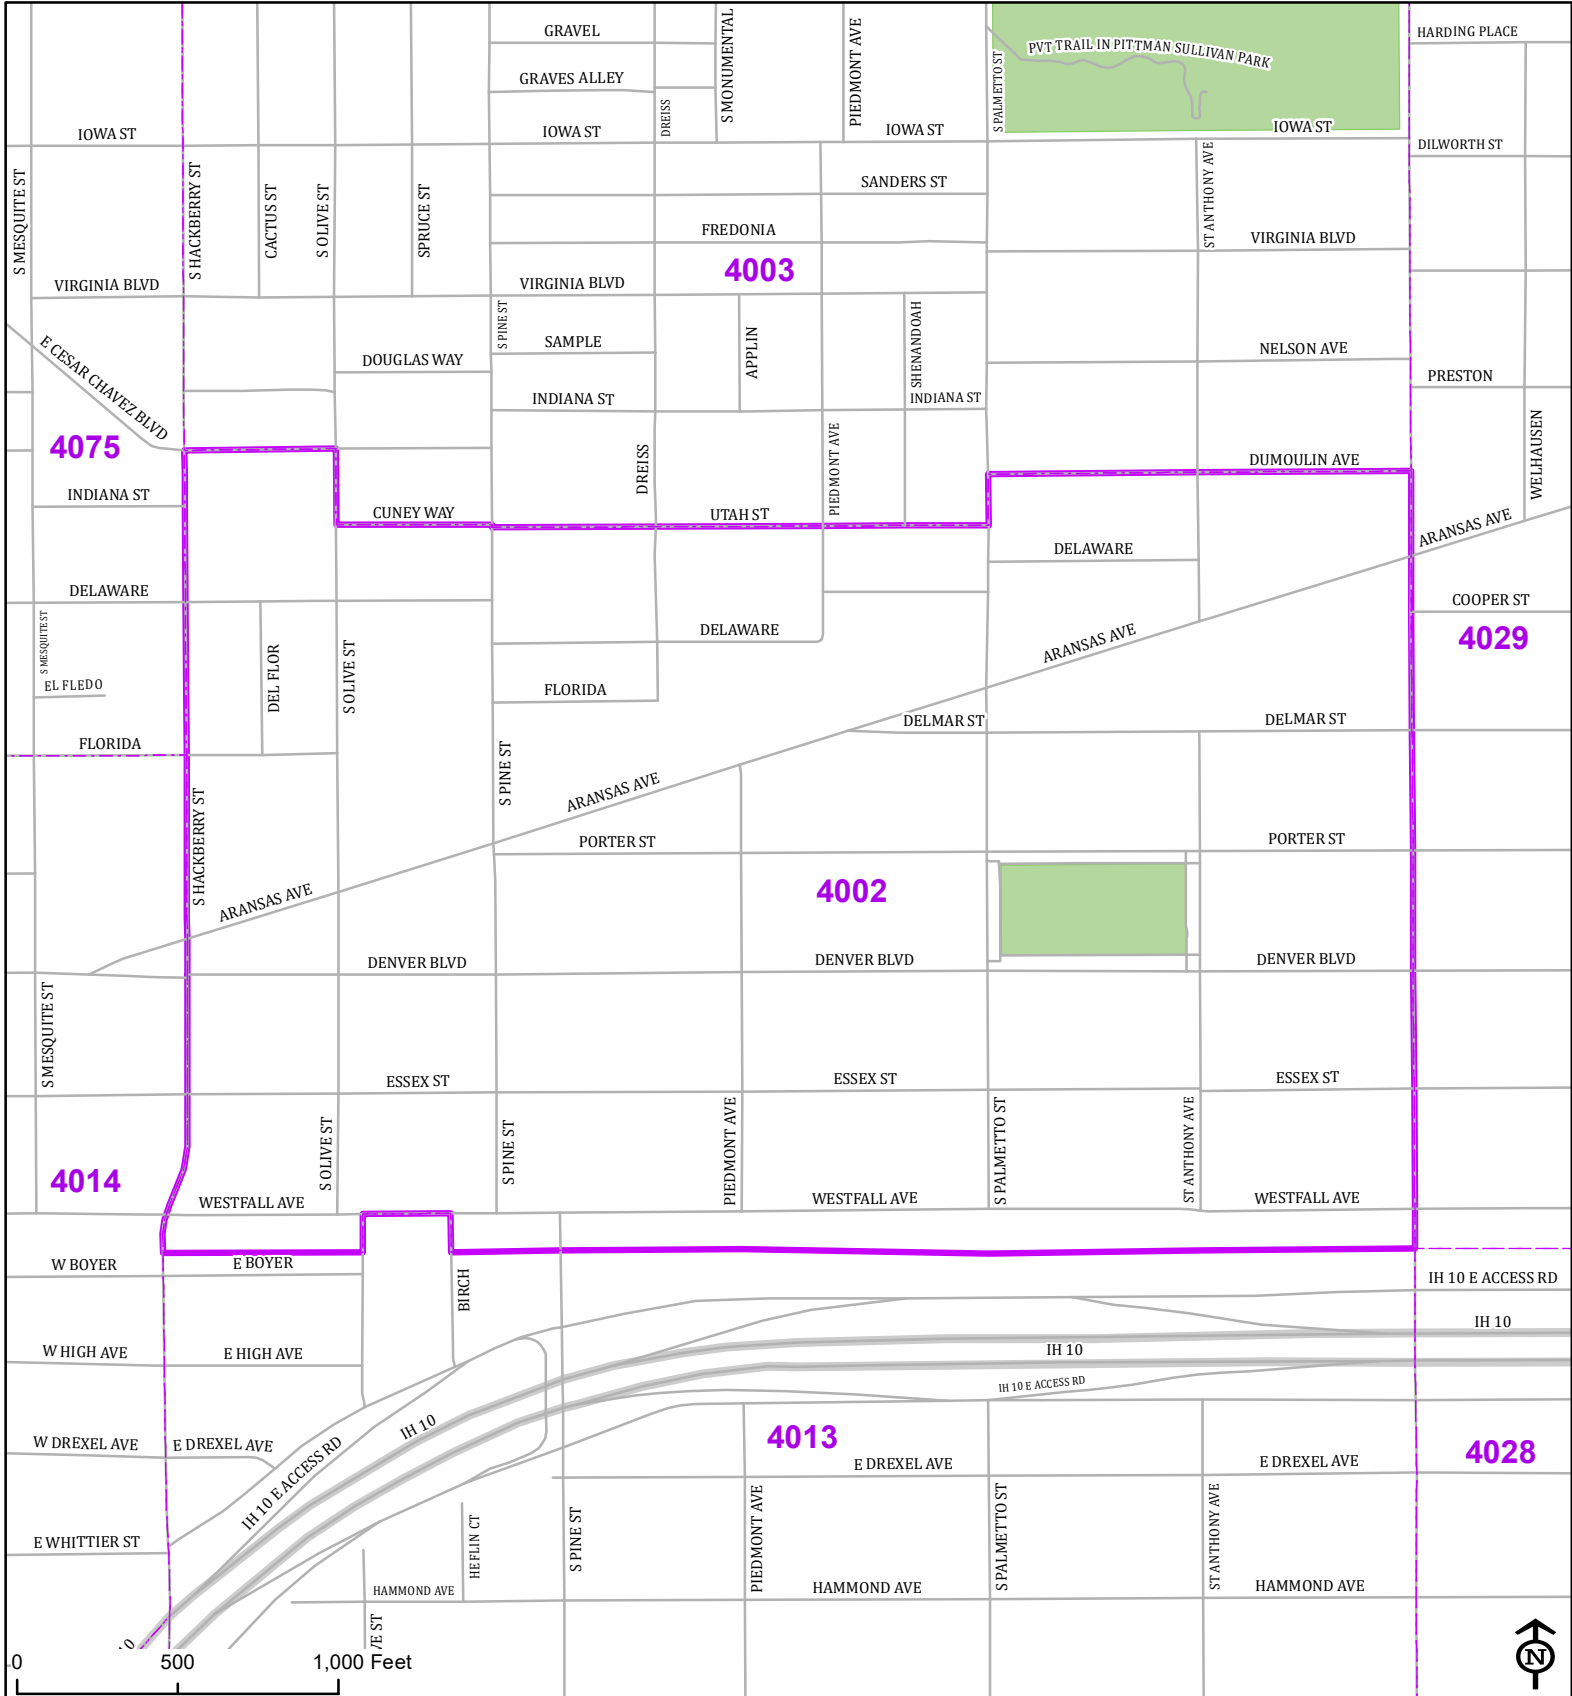 GRAVEL
S MONUMENTAL
PIEDMONT AVE
HARDING PLACE
PVT TRAIL IN PITTMAN SULLIVAN PARK
GRAVES ALLEY
S PALMETTO ST
DREISS
IOWA ST
IOWA ST
IOWA ST
IOWA ST
DILWORTH ST
S MESQUITE ST
S HACKBERRY ST
CACTUS ST
S OLIVE ST
SPRUCE ST
SANDERS ST
ST ANTHONY AVE
FREDONIA
VIRGINIA BLVD
4003
VIRGINIA BLVD
VIRGINIA BLVD
S PINE ST
SAMPLE
APPLIN
SHENANDOAH
NELSON AVE
E CESAR CHAVEZ BLVD
DOUGLAS WAY
PRESTON
INDIANA ST
INDIANA ST
4075
DREISS
PIEDMONT AVE
DUMOULIN AVE
WELHAUSEN
INDIANA ST
CUNEY WAY
UTAH ST
ARANSAS AVE
DELAWARE
DELAWARE
COOPER ST
S MESQUITE ST
DELAWARE
ARANSAS AVE
4029
EL FLEDO
DEL FLOR
S OLIVE ST
FLORIDA
DELMAR ST
DELMAR ST
FLORIDA
S PINE ST
ARANSAS AVE
S HACKBERRY ST
PORTER ST
PORTER ST
ARANSAS AVE
4002
DENVER BLVD
DENVER BLVD
DENVER BLVD
S MESQUITE ST
ESSEX ST
ESSEX ST
ESSEX ST
S OLIVE ST
S PINE ST
PIEDMONT AVE
S PALMETTO ST
ST ANTHONY AVE
4014
WESTFALL AVE
WESTFALL AVE
WESTFALL AVE
W BOYER
E BOYER
BIRCH
IH 10 E ACCESS RD
IH 10
W HIGH AVE
E HIGH AVE
IH 10
IH 10 E ACCESS RD
IH 10
W DREXEL AVE
E DREXEL AVE
4013
4028
IH 10 E ACCESS RD
E DREXEL AVE
E DREXEL AVE
E WHITTIER ST
HEFLIN CT
S PINE ST
PIEDMONT AVE
S PALMETTO ST
ST ANTHONY AVE
HAMMOND AVE
HAMMOND AVE
HAMMOND AVE
VE ST
10
N
0
500
1,000 Feet